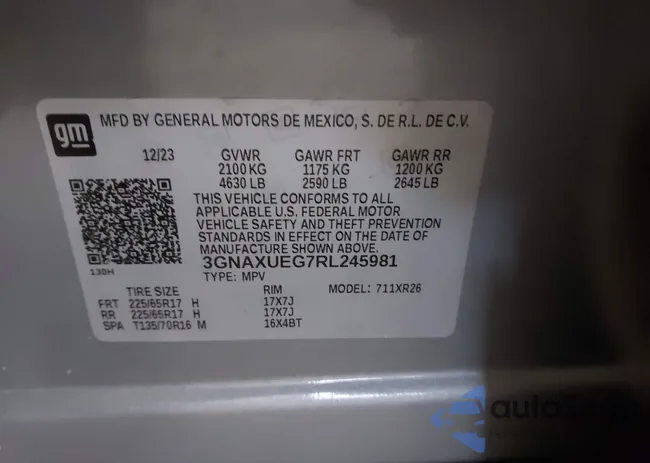 gm
MFD BY GENERAL MOTORS DE MEXICO, S. DE R.L. DE C.V.
12/23 GVWR GAWR FRT GAWR RR
2100 KG 1175 KG 1200 KG
4630 LB 2590 LB 2645 LB
THIS VEHICLE CONFORMS TO ALL
APPLICABLE U.S. FEDERAL MOTOR
VEHICLE SAFETY AND THEFT PREVENTION
STANDARDS IN EFFECT ON THE DATE OF
MANUFACTURE SHOWN ABOVE.
3GNAXUEG7RL245981
TYPE: MPV
TIRE SIZE RIM MODEL: 711XR26
FRT 225/65R17 H 17X7J
RR 225/65R17 H 17X7J
SPA T135/70R16 M 16X4BT